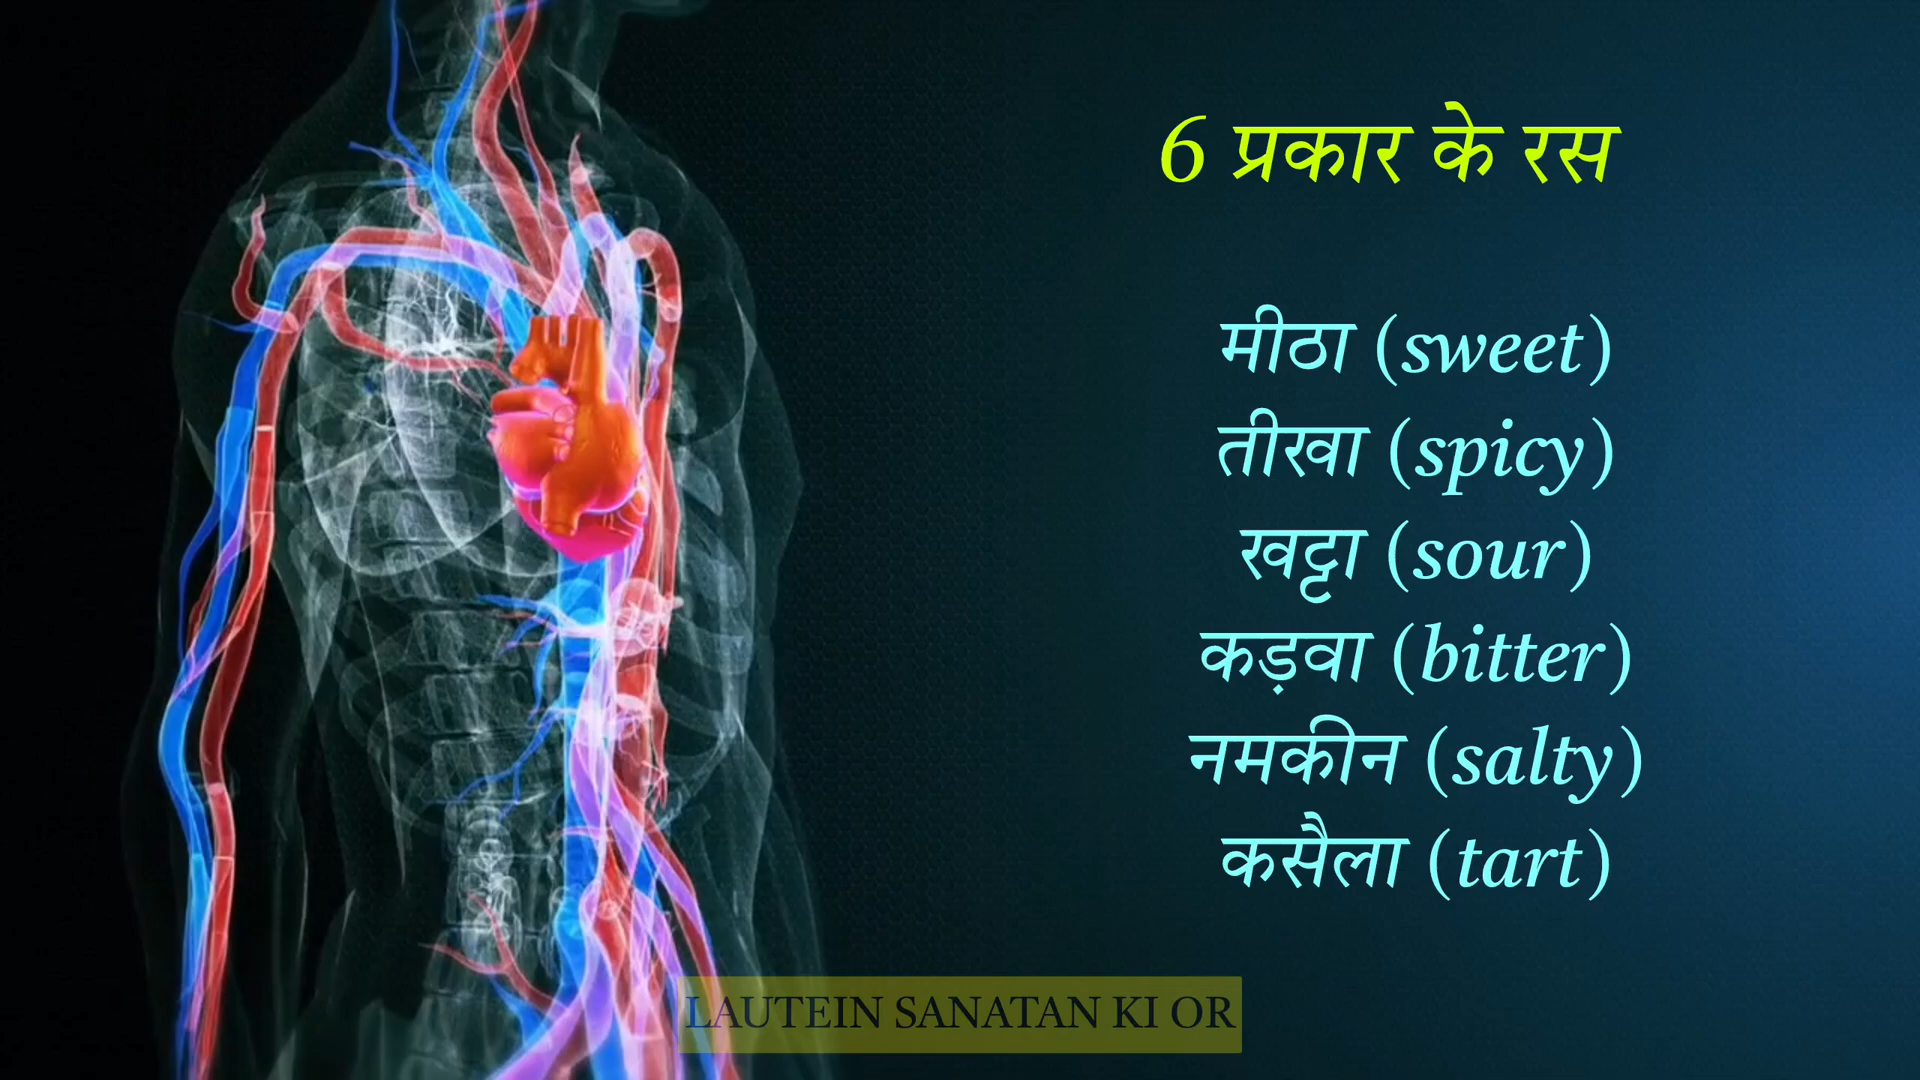 6 प्रकार के रस
मीठा (sweet)
तीखा (spicy)
खट्टा (sour)
कड़वा (bitter)
नमकीन (salty)
कसैला (tart)
LAUTEIN SANATAN KI OR